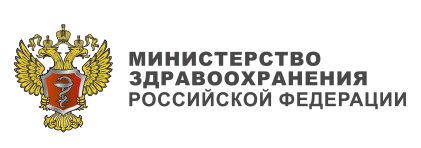 МИНИСТЕРСТВО
ЗДРАВООХРАНЕНИЯ
РОССИЙСКОЙ ФЕДЕРАЦИИ